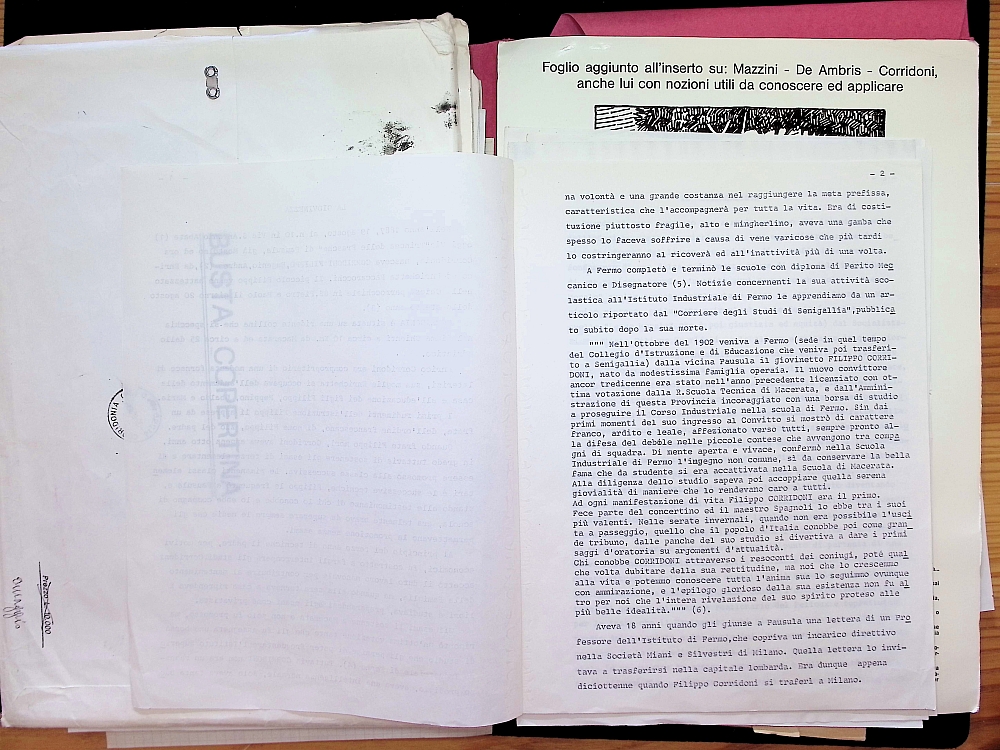 Foglio aggiunto all'inserto su: Mazzini - De Ambris - Corridoni,
anche lui con nozioni utili da conoscere ed applicare
- 2 -
na volontà e una grande costanza nel raggiungere la meta prefissa,
caratteristica che l'accompagnerà per tutta la vita. Era di costi-
tuzione piuttosto fragile, alto e mingherlino, aveva una gamba che
spesso lo faceva soffrire a causa di vene varicose che più tardi
lo costringeranno al ricoverà ed all'inattività più di una volta.
A Fermo completò e terminò le scuole con diploma di Perito Mec
canico e Disegnatore (5). Notizie concernenti la sua attività sco-
lastica all'Istituto Industriale di Fermo le apprendiamo da un ar-
ticolo riportato dal "Corriere degli Studi di Senigallia",pubblica
to subito dopo la sua morte.
""" Nell'Ottobre del 1902 veniva a Fermo (sede in quel tempo
del Collegio d'Istruzione e di Educazione che veniva poi trasferi-
to a Senigallia) dalla vicina Pausula il giovinetto FILIPPO CORRI-
DONI, nato da modestissima famiglia operaia. Il nuovo convittore
ancor tredicenne era stato nell'anno precedente licenziato con ot-
tima votazione dalla R.Scuola Tecnica di Macerata, e dall'Ammini-
strazione di questa Provincia incoraggiato con una borsa di studio
a proseguire il Corso Industriale nella scuola di Fermo. Sin dai
primi momenti del suo ingresso al Convitto si mostrò di carattere
franco, ardito e leale, affezionato verso tutti, sempre pronto al-
la difesa del debole nelle piccole contese che avvengono tra compa
gni di squadra. Di mente aperta e vivace, confermò nella Scuola
Industriale di Fermo l'ingegno non comune, sì da conservare la bella
fama che da studente si era accattivata nella Scuola di Macerata.
Alla diligenza dello studio sapeva poi accoppiare quella serena
giovialità di maniere che lo rendevano caro a tutti.
Ad ogni manifestazione di vita Filippo CORRIDONI era il primo.
Fece parte del concertino ed il maestro Spagnoli lo ebbe tra i suoi
più valenti. Nelle serate invernali, quando non era possibile l'usci
ta a passeggio, quello che il popolo d'Italia conobbe poi come gran
de tribuno, dalle panche del suo studio si divertiva a dare i primi
saggi d'oratoria su argomenti d'attualità.
Chi conobbe CORRIDONI attraverso i resoconti dei coniugi, potè qual
che volta dubitare della sua rettitudine, ma noi che lo crescemmo
alla vita e potemmo conoscere tutta l'anima sua lo seguimmo ovunque
con ammirazione, e l'epilogo glorioso della sua esistenza non fu al
tro per noi che l'intera rivelazione del suo spirito proteso alle
più belle idealità.""" (6).
Aveva 18 anni quando gli giunse a Pausula una lettera di un Pro
fessore dell'Istituto di Fermo,che copriva un incarico direttivo
nella Società Miani e Silvestri di Milano. Quella lettera lo invi-
tava a trasferirsi nella capitale lombarda. Era dunque appena
diciottenne quando Filippo Corridoni si trasferì a Milano.
BUSTA COPERTINA
Prezzo L. 10.000
omaggio